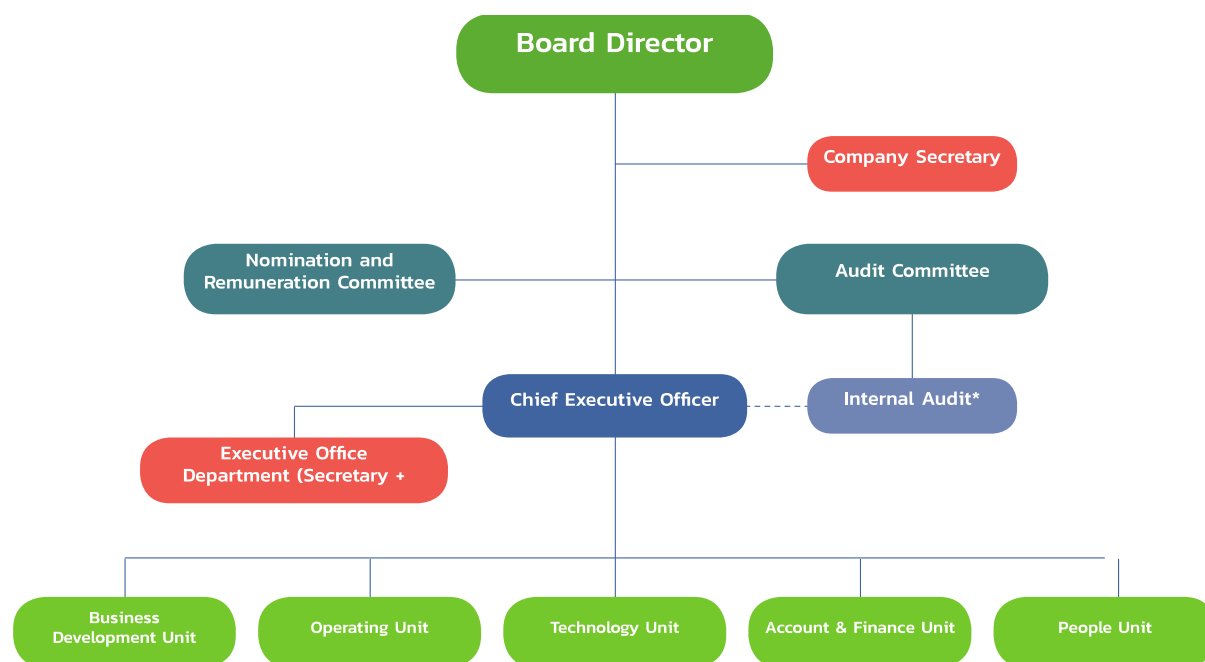 Board Director
Company Secretary
Nomination and
Remuneration Committee
Audit Committee
Chief Executive Officer
Internal Audit*
Executive Office
Department (Secretary +
Business
Development Unit
Operating Unit
Technology Unit
Account & Finance Unit
People Unit